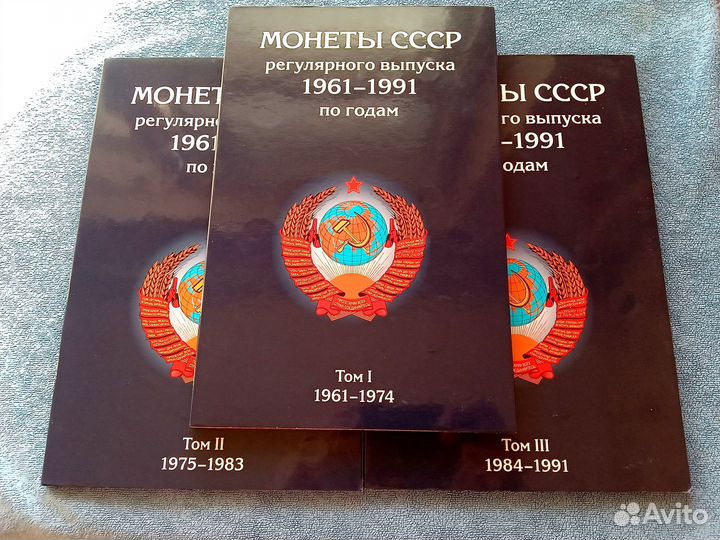 МОНЕТЫ СССР
регулярного выпуска
1961–1991
по годам
Том I
1961–1974
МОНЕТ
регулярн
1961
по
Том II
1975–1983
Ы СССР
го выпуска
–1991
одам
Том III
1984–1991
Avito